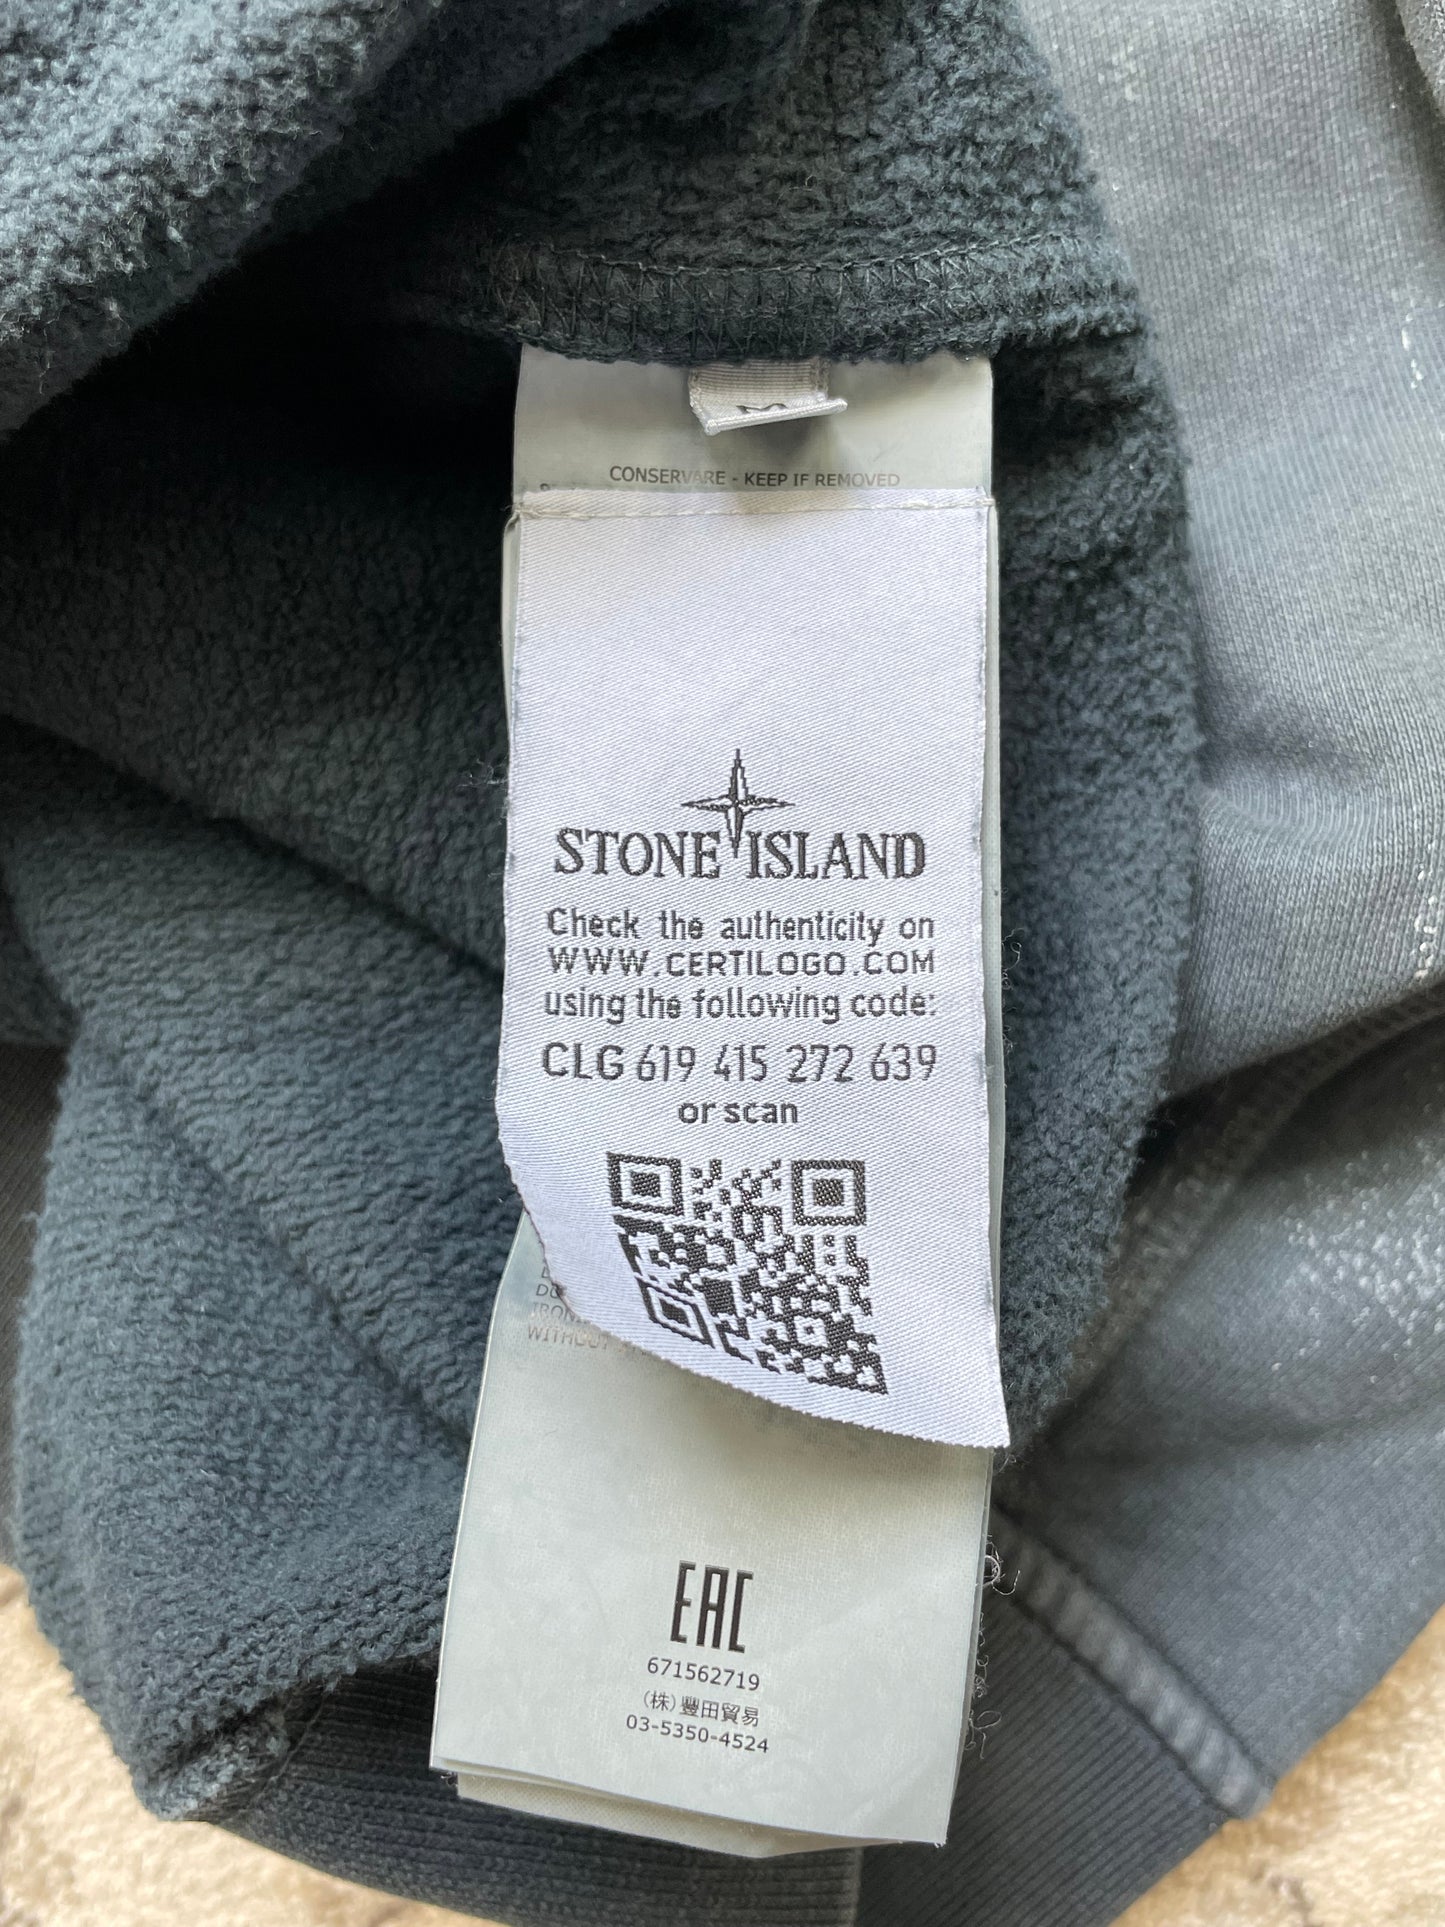 CONSERVARE - KEEP IF REMOVED
STONE ISLAND
Check the authenticity on
WWW.CERTILOGO.COM
using the following code:
CLG 619 415 272 639
or scan
WITHOUT
EAC
671562719
(株)豐田貿易
03-5350-4524